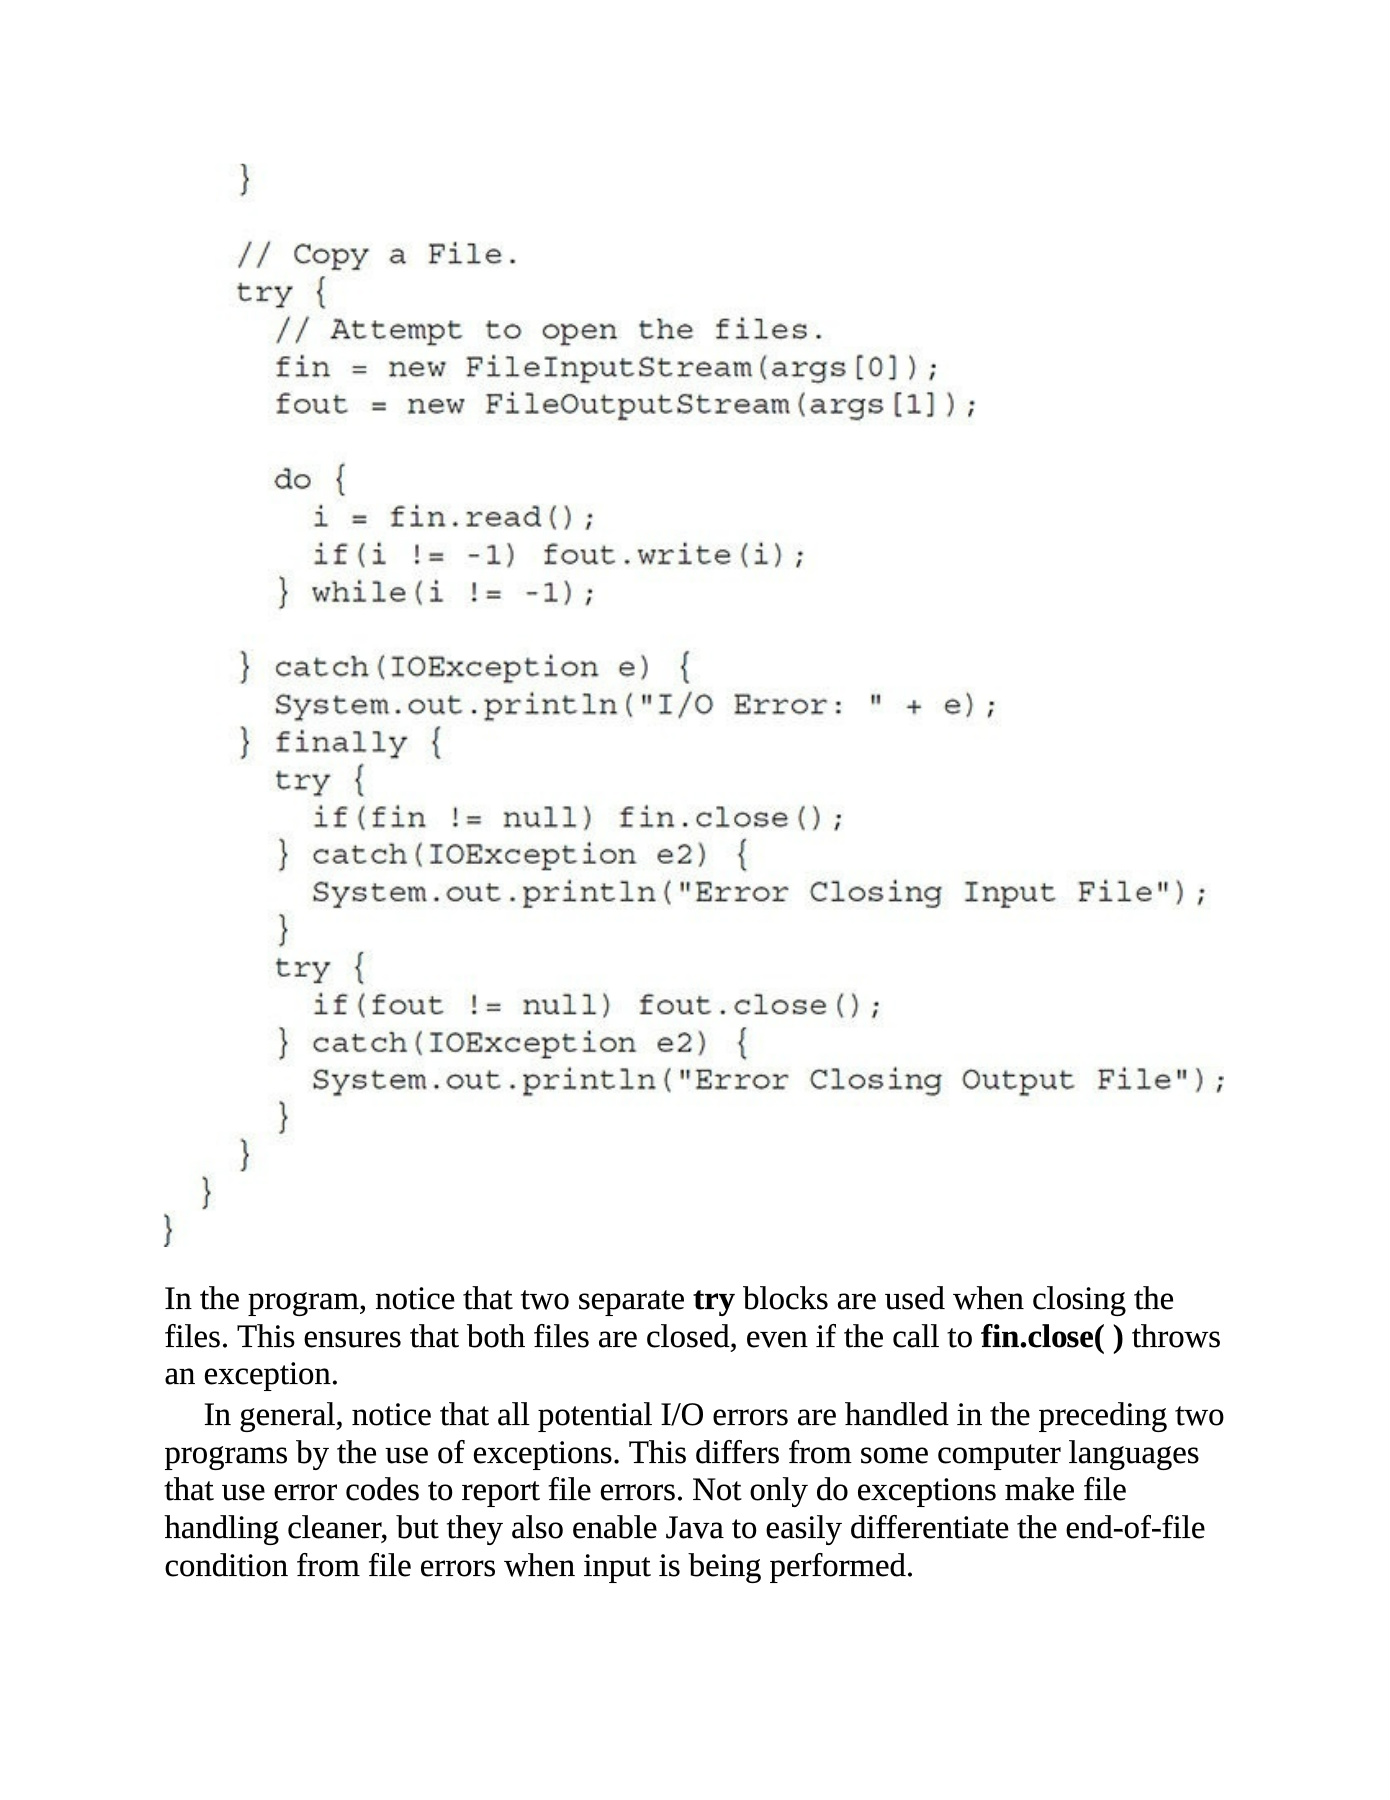 }
// Copy a File.
try {
// Attempt to open the files.
fin = new FileInputStream(args[0]);
fout = new FileOutputStream(args[1]);
do {
i = fin.read();
if(i != -1) fout.write(i);
} while(i != -1);
} catch(IOException e) {
System.out.println("I/O Error: " + e);
} finally {
try {
if(fin != null) fin.close();
} catch(IOException e2) {
System.out.println("Error Closing Input File");
}
try {
if(fout != null) fout.close();
} catch(IOException e2) {
System.out.println("Error Closing Output File");
}
}
}
}
In the program, notice that two separate try blocks are used when closing the
files. This ensures that both files are closed, even if the call to fin.close( ) throws
an exception.
In general, notice that all potential I/O errors are handled in the preceding two
programs by the use of exceptions. This differs from some computer languages
that use error codes to report file errors. Not only do exceptions make file
handling cleaner, but they also enable Java to easily differentiate the end-of-file
condition from file errors when input is being performed.